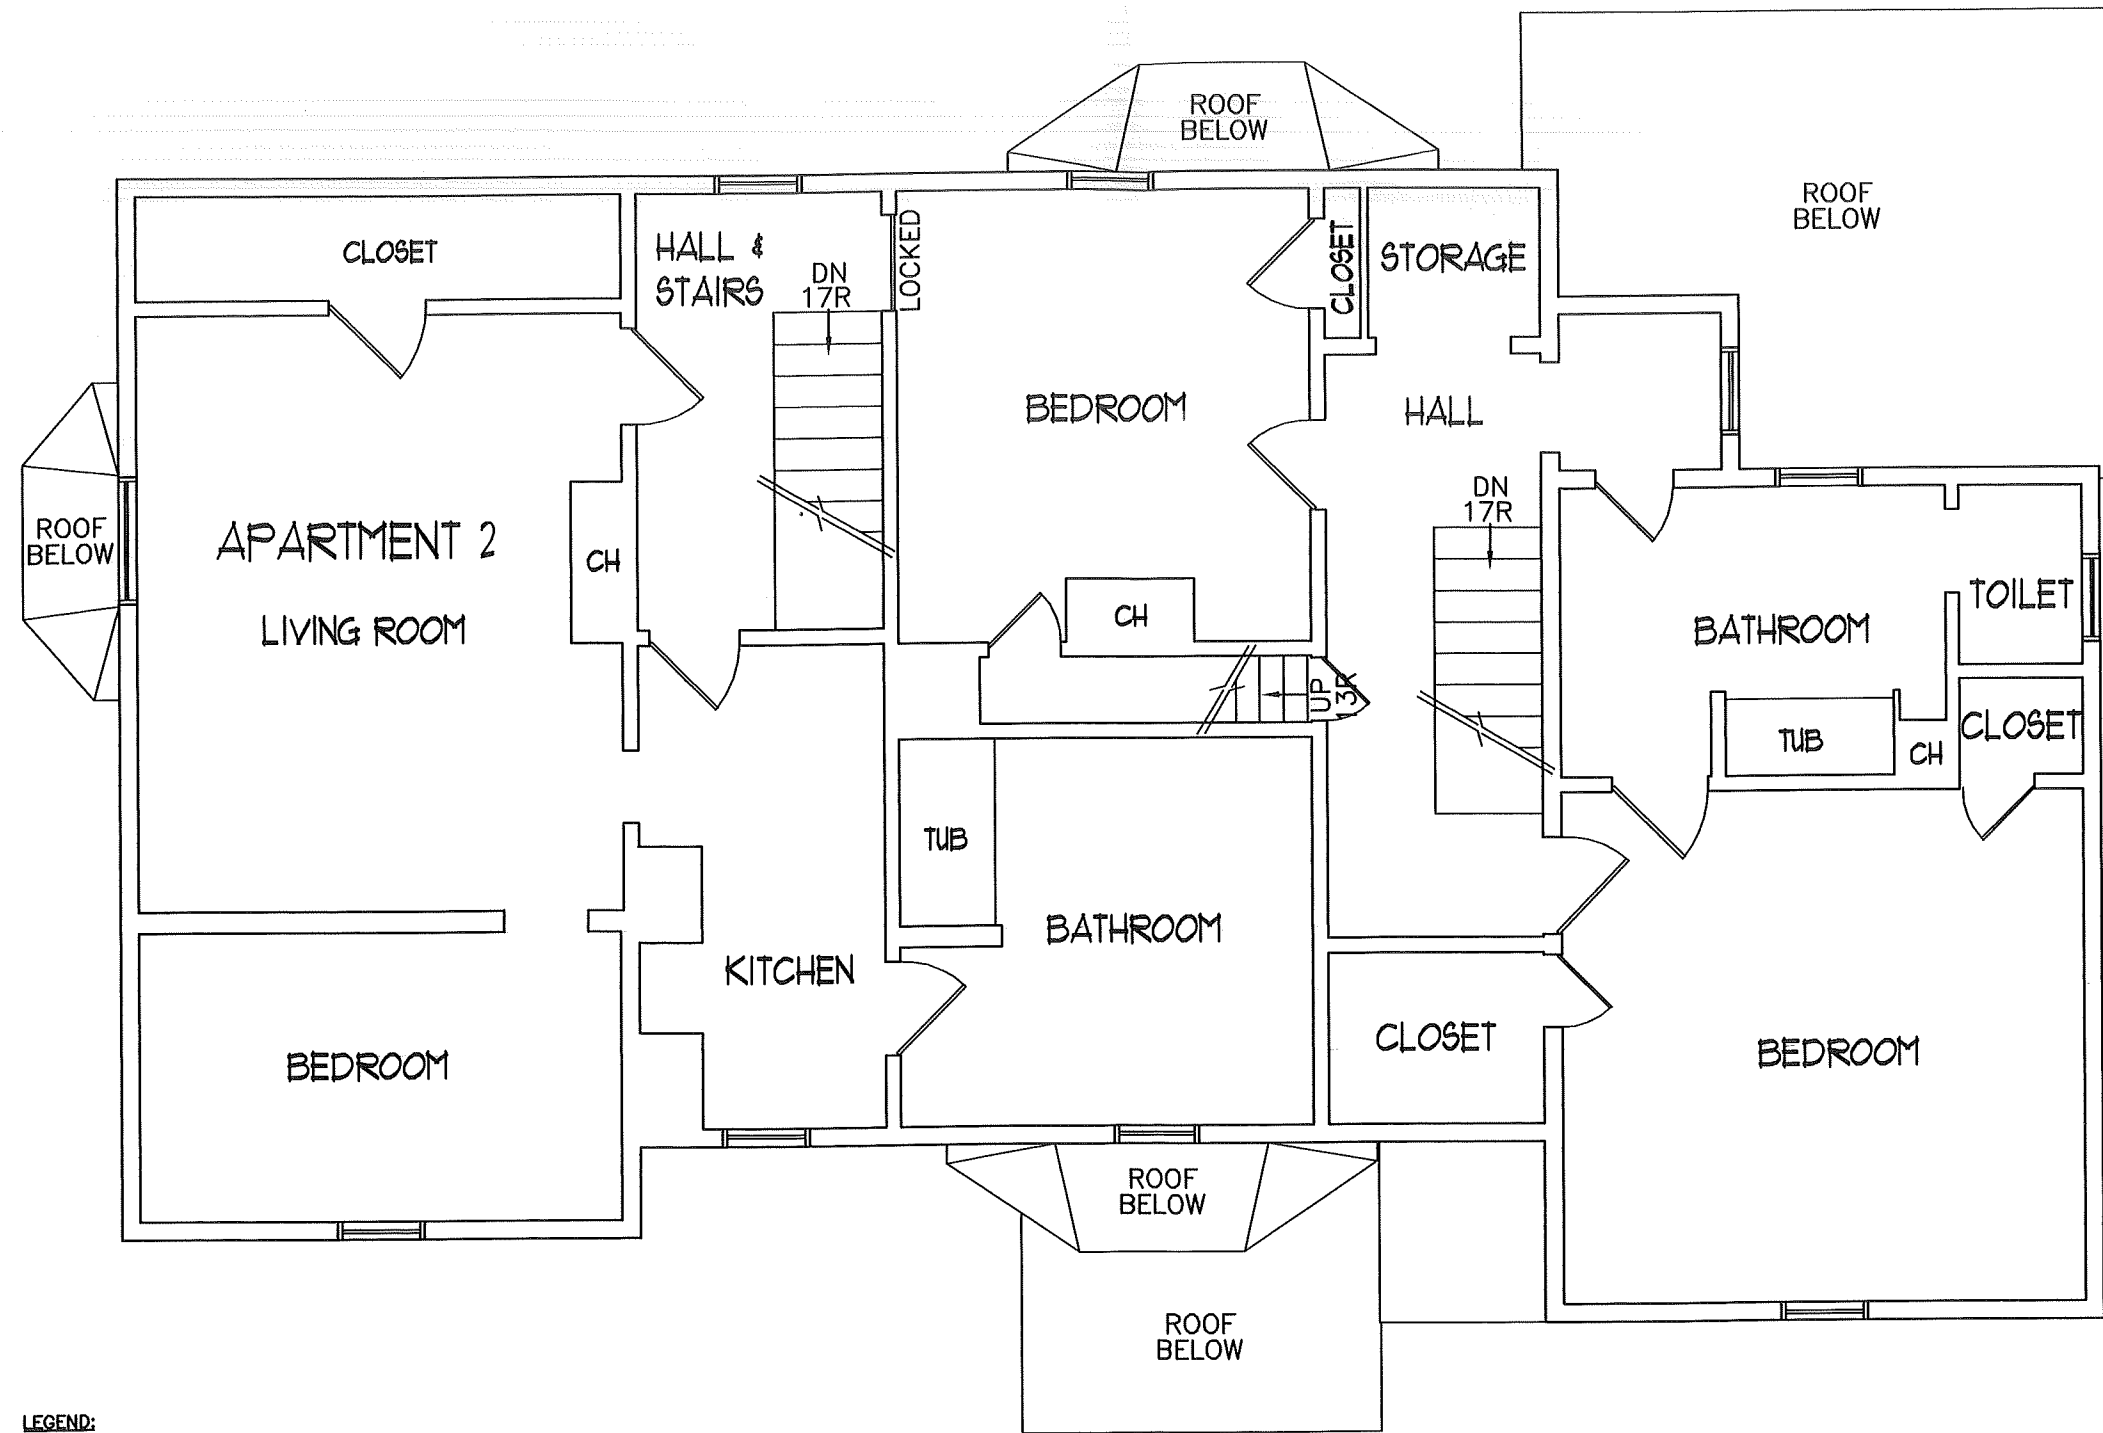 ROOF
BELOW
ROOF
BELOW
CLOSET
HALL &
STAIRS
DN
17R
LOCKED
CLOSET
STORAGE
BEDROOM
HALL
DN
17R
ROOF
BELOW
APARTMENT 2
CH
LIVING ROOM
CH
BATHROOM
TOILET
UP
13R
TUB
CH
CLOSET
TUB
BATHROOM
KITCHEN
BEDROOM
CLOSET
BEDROOM
ROOF
BELOW
ROOF
BELOW
LEGEND: